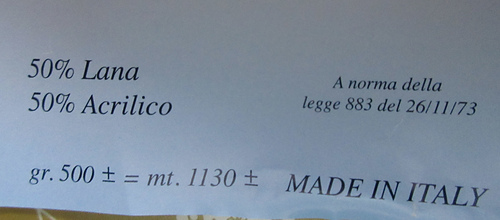 50% Lana
50% Acrilico
A norma della
legge 883 del 26/11/73
gr. 500 ± = mt. 1130 ±
MADE IN ITALY